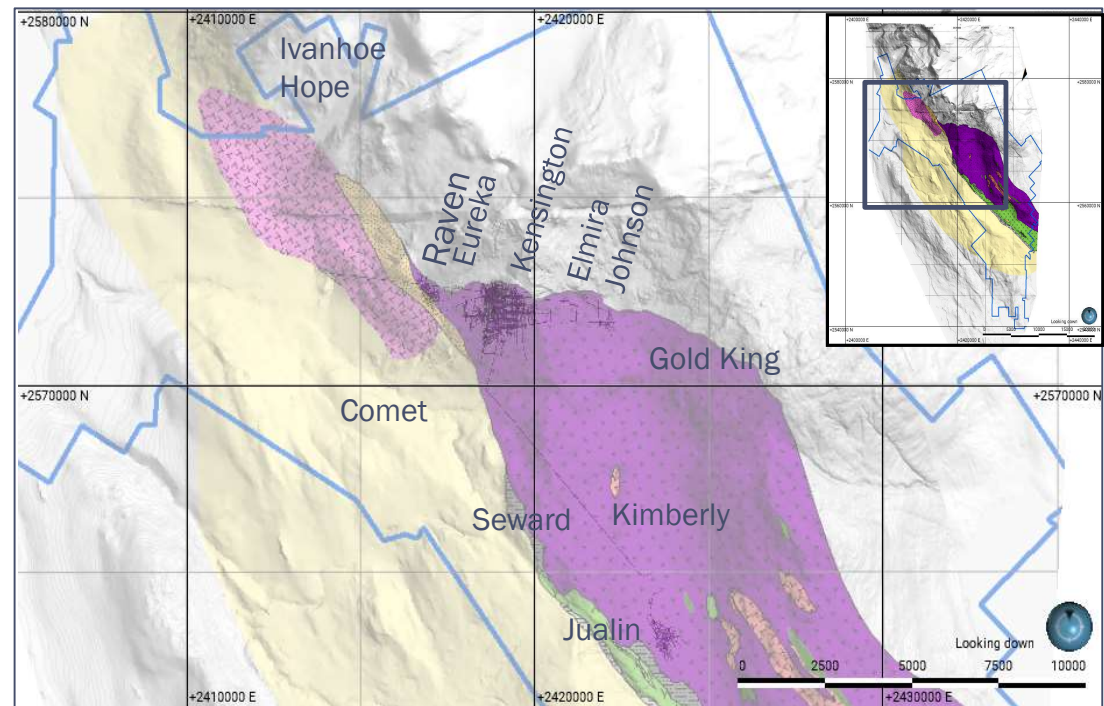 +2580000 N
+2410000 E
+2420000 E
Ivanhoe
Hope
Raven
Eureka
Kensington
Elmira
Johnson
Gold King
+2570000 N
+2570000 N
Comet
Seward
Kimberly
Jualin
Looking down
0 2500 5000 7500 10000
+2410000 E
+2420000 E
+2430000 E
Looking down